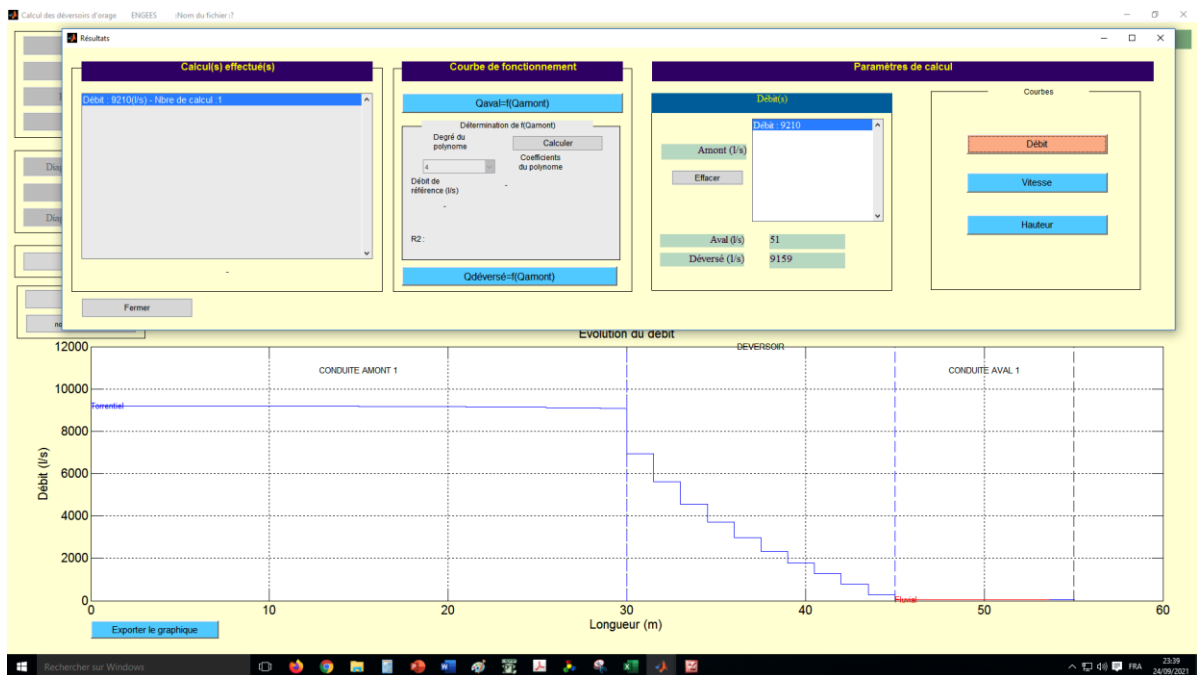 Calcul des déversoirs d'orage ENGEES :Nom du fichier :?
Résultats
Calcul(s) effectué(s)
Débit : 9210(l/s) - Nbre de calcul :1
-
Fermer
Courbe de fonctionnement
Qaval=f(Qamont)
Détermination de f(Qamont)
Degré du
polynome
Calculer
4
Coefficients
du polynome
Débit de
référence (l/s)
-
-
R2 :
Qdéversé=f(Qamont)
Paramètres de calcul
Débit(s)
Débit : 9210
Amont (l/s)
Effacer
Aval (l/s) 51
Déversé (l/s) 9159
Courbes
Débit
Vitesse
Hauteur
Evolution du debit
DEVERSOIR
CONDUITE AMONT 1
CONDUITE AVAL 1
Torrentiel
Fluvial
12000
10000
8000
6000
4000
2000
0
Débit (l/s)
0 10 20 30 40 50 60
Longueur (m)
Exporter le graphique
Rechercher sur Windows
FRA
23:39
24/09/2021